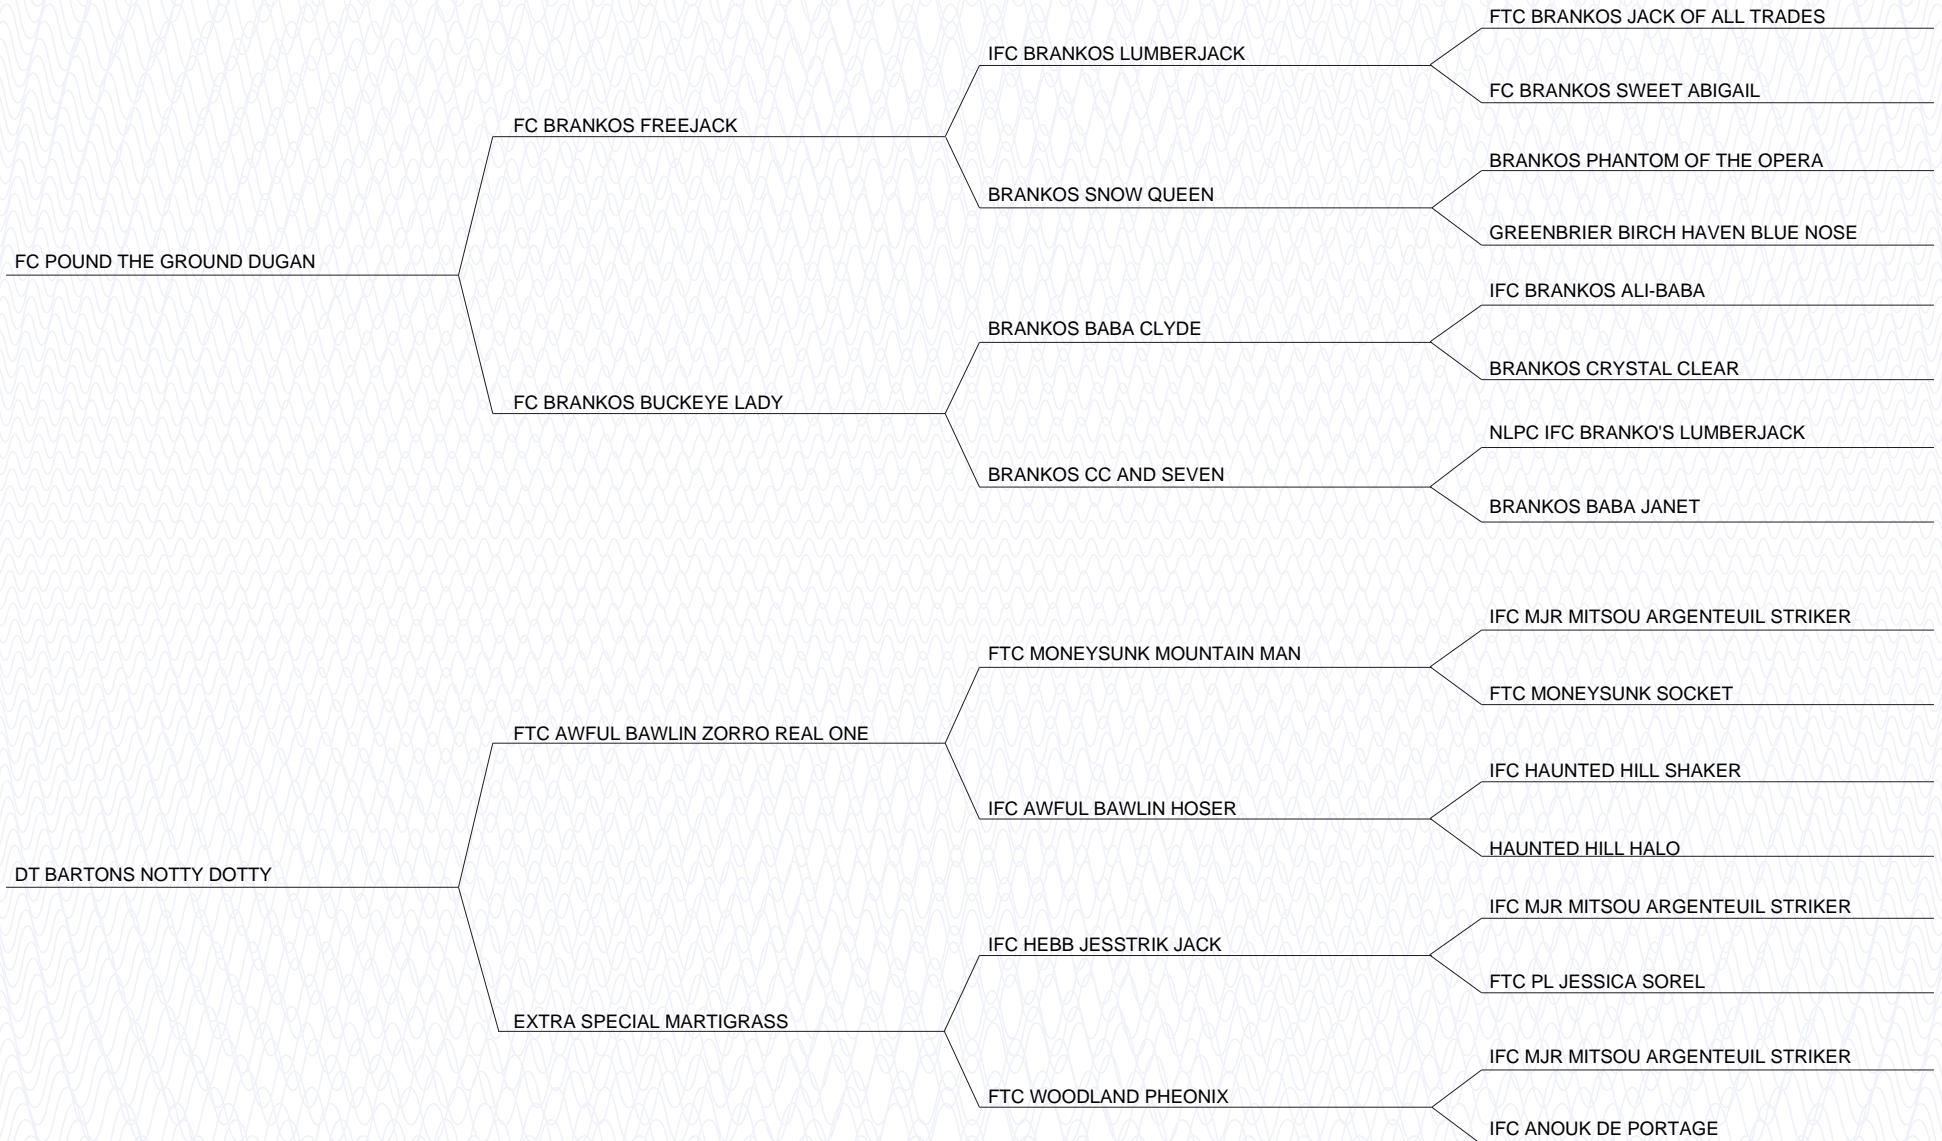 FTC BRANKOS JACK OF ALL TRADES
IFC BRANKOS LUMBERJACK
FC BRANKOS SWEET ABIGAIL
FC BRANKOS FREEJACK
BRANKOS PHANTOM OF THE OPERA
BRANKOS SNOW QUEEN
GREENBRIER BIRCH HAVEN BLUE NOSE
FC POUND THE GROUND DUGAN
IFC BRANKOS ALI-BABA
BRANKOS BABA CLYDE
BRANKOS CRYSTAL CLEAR
FC BRANKOS BUCKEYE LADY
NLPC IFC BRANKO'S LUMBERJACK
BRANKOS CC AND SEVEN
BRANKOS BABA JANET
IFC MJR MITSOU ARGENTEUIL STRIKER
FTC MONEYSUNK MOUNTAIN MAN
FTC MONEYSUNK SOCKET
FTC AWFUL BAWLIN ZORRO REAL ONE
IFC HAUNTED HILL SHAKER
IFC AWFUL BAWLIN HOSER
HAUNTED HILL HALO
DT BARTONS NOTTY DOTTY
IFC MJR MITSOU ARGENTEUIL STRIKER
IFC HEBB JESSTRIK JACK
FTC PL JESSICA SOREL
EXTRA SPECIAL MARTIGRASS
IFC MJR MITSOU ARGENTEUIL STRIKER
FTC WOODLAND PHEONIX
IFC ANOUK DE PORTAGE